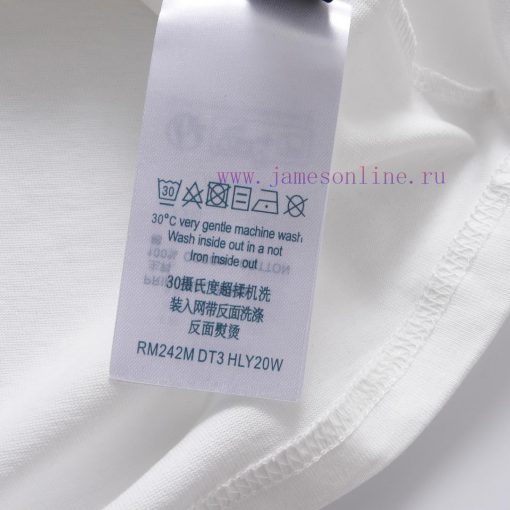 www.jamesonline.ru
30
30°C very gentle machine wash
Wash inside out in a not
Iron inside out
30摄氏度超揉机洗
装入网带反面洗涤
反面熨烫
RM242M DT3 HLY20W